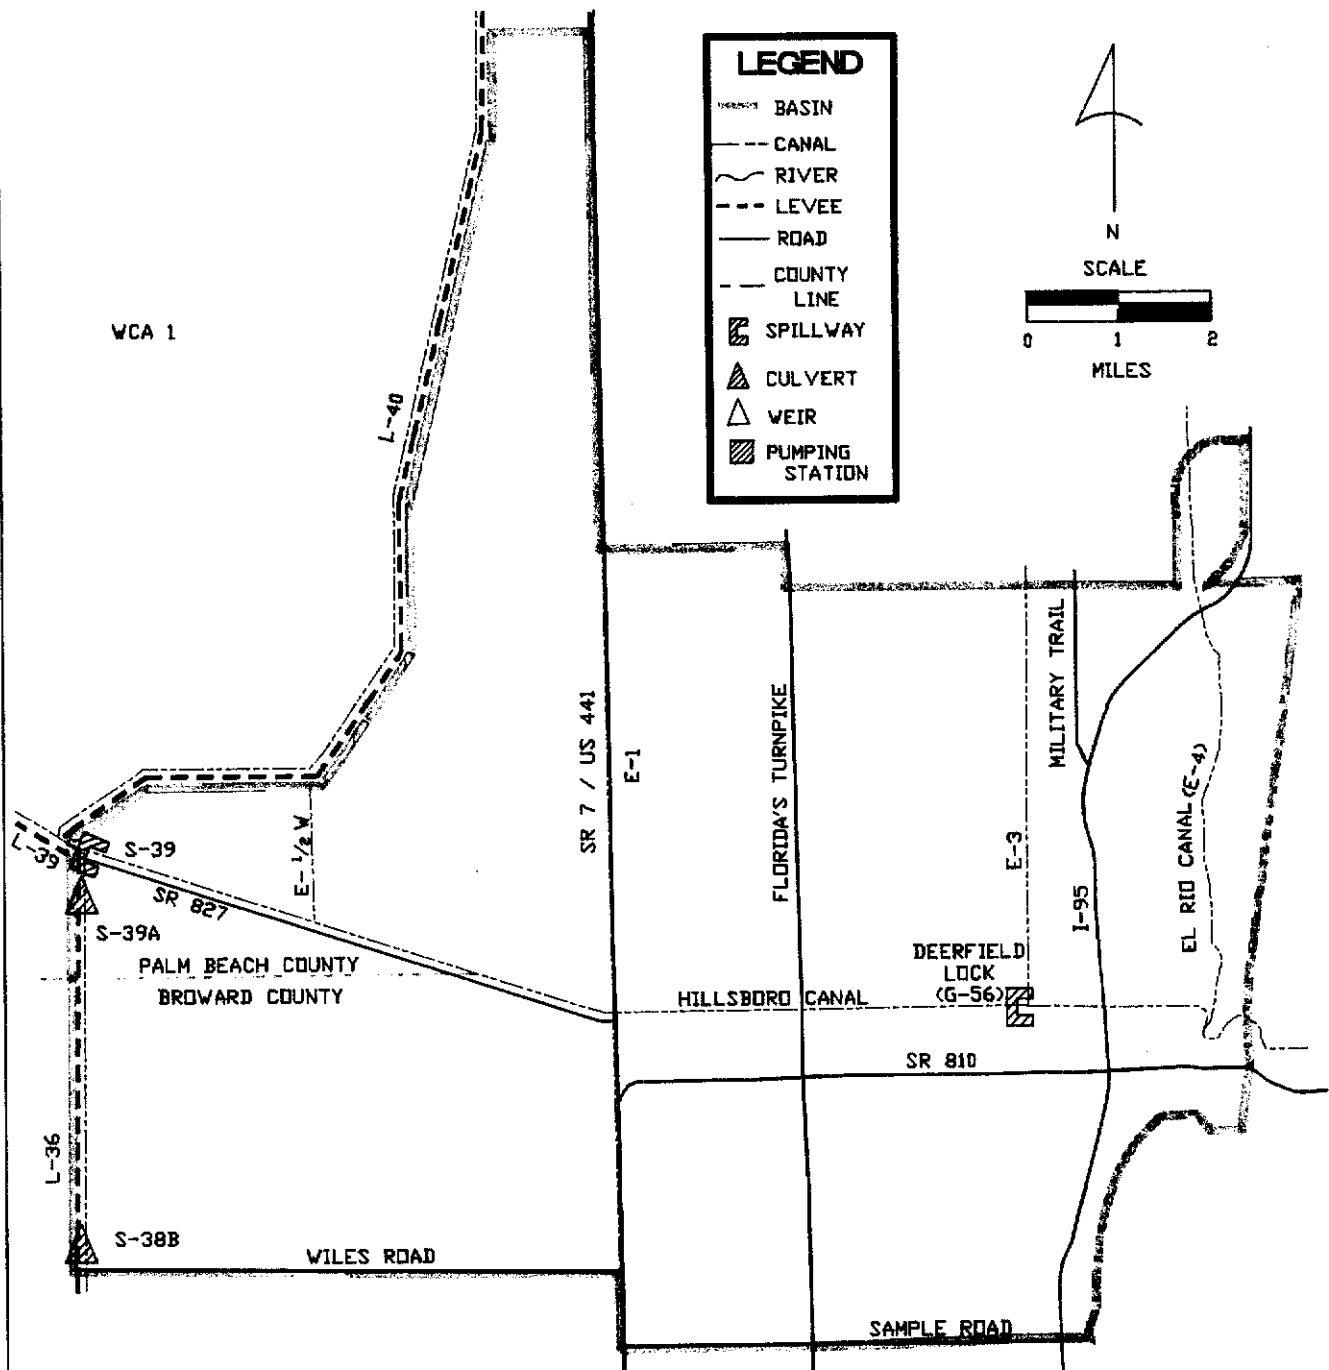 LEGEND
BASIN
CANAL
RIVER
LEVEE
ROAD
COUNTY
LINE
SPILLWAY
CULVERT
WEIR
PUMPING
STATION
N
SCALE
0 1 2
MILES
WCA 1
L-40
SR 7 / US 441
E-1
FLORIDA'S TURNPIKE
MILITARY TRAIL
E-3
I-95
EL RIO CANAL (E-4)
L-39
S-39
E-1/2 W
SR 827
S-39A
PALM BEACH COUNTY
BROWARD COUNTY
DEERFIELD
LOCK
(G-56)
HILLSBORO CANAL
SR 810
L-36
S-38B
WILES ROAD
SAMPLE ROAD